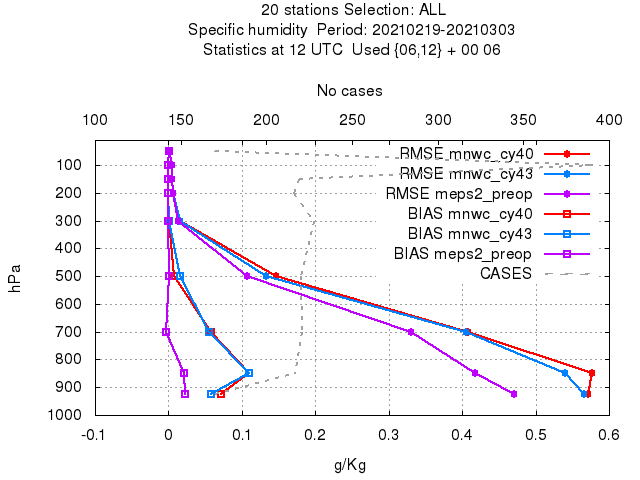 20 stations Selection: ALL
Specific humidity  Period: 20210219-20210303
Statistics at 12 UTC  Used {06,12} + 00 06
No cases
100 150 200 250 300 350 400
RMSE mnwc_cy40
100
RMSE mnwc_cy43
RMSE meps2_preop
200
BIAS mnwc_cy40
300
BIAS mnwc_cy43
400
BIAS meps2_preop
CASES
500
600
700
800
900
1000
hPa
-0.1 0 0.1 0.2 0.3 0.4 0.5 0.6
g/Kg